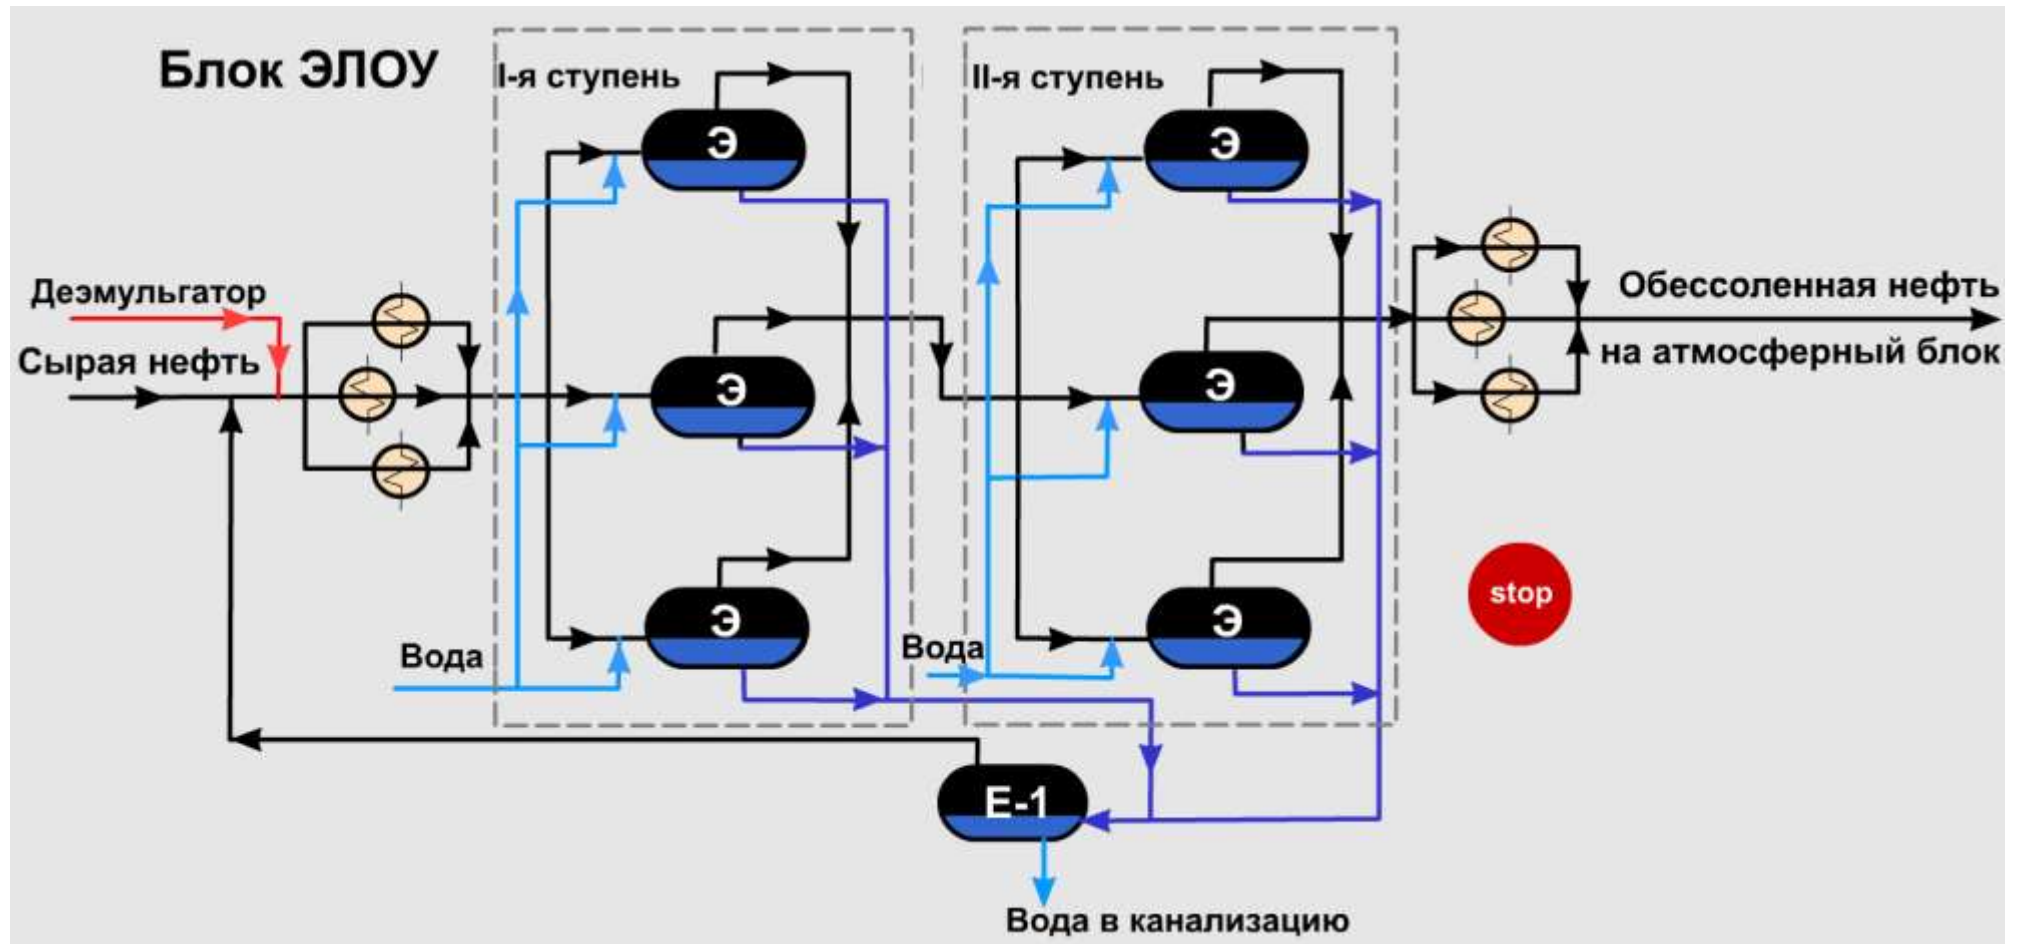 Блок ЭЛОУ
I-я ступень
II-я ступень
Э
Э
Деэмульгатор
Сырая нефть
Обессоленная нефть
на атмосферный блок
Э
Э
stop
Э
Э
Вода
Вода
Е-1
Вода в канализацию